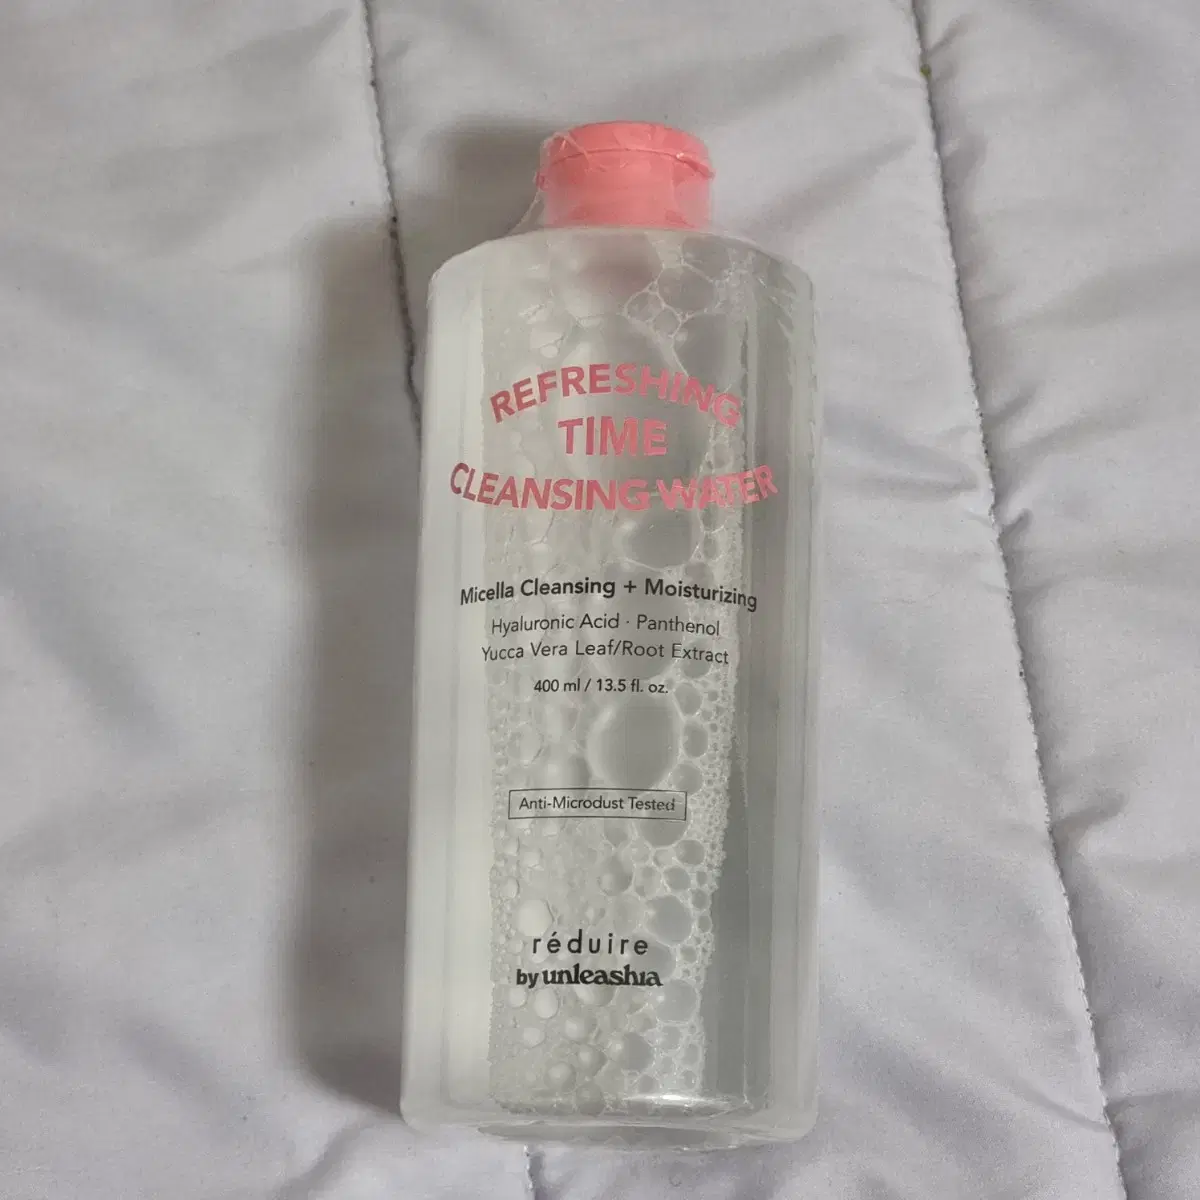 REFRESHING
TIME
CLEANSING WATER
Micella Cleansing + Moisturizing
Hyaluronic Acid · Panthenol
Yucca Vera Leaf/Root Extract
400 ml / 13.5 fl. oz.
Anti-Microdust Tested
réduire
by unleashia